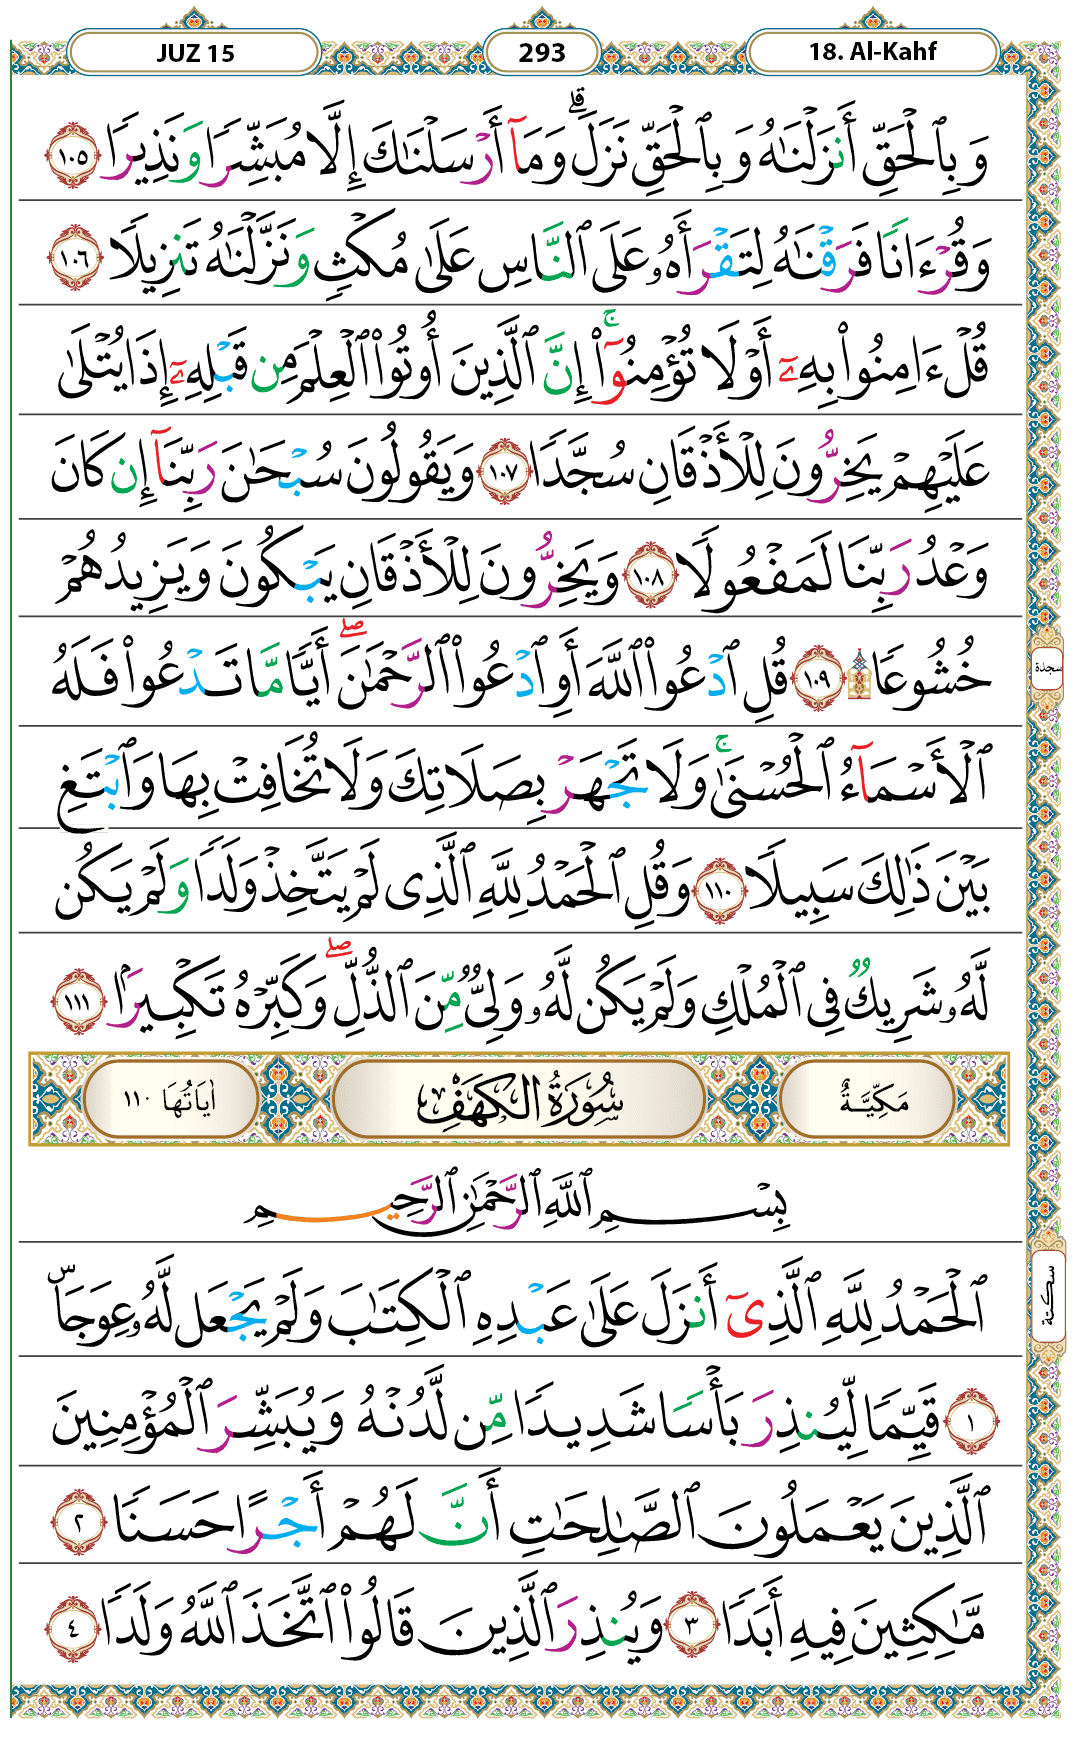 JUZ 15
293
18. Al-Kahf
وَبِٱلْحَقِّ أَنزَلْنَٰهُ وَبِٱلْحَقِّ نَزَلَ ۗ وَمَآ أَرْسَلْنَٰكَ إِلَّا مُبَشِّرًا وَنَذِيرًا ١٠٥
وَقُرْءَانًا فَرَقْنَٰهُ لِتَقْرَأَهُۥ عَلَى ٱلنَّاسِ عَلَىٰ مُكْثٍ وَنَزَّلْنَٰهُ تَنزِيلًا ١٠٦
قُلْ ءَامِنُوا۟ بِهِۦٓ أَوْ لَا تُؤْمِنُوٓا۟ ۚ إِنَّ ٱلَّذِينَ أُوتُوا۟ ٱلْعِلْمَ مِن قَبْلِهِۦٓ إِذَا يُتْلَىٰ
عَلَيْهِمْ يَخِرُّونَ لِلْأَذْقَانِ سُجَّدًا ١٠٧ وَيَقُولُونَ سُبْحَٰنَ رَبِّنَآ إِن كَانَ
وَعْدُ رَبِّنَا لَمَفْعُولًا ١٠٨ وَيَخِرُّونَ لِلْأَذْقَانِ يَبْكُونَ وَيَزِيدُهُمْ
خُشُوعًا ۩ ١٠٩ قُلِ ٱدْعُوا۟ ٱللَّهَ أَوِ ٱدْعُوا۟ ٱلرَّحْمَٰنَ ۖ أَيًّا مَّا تَدْعُوا۟ فَلَهُ
سجدة
ٱلْأَسْمَآءُ ٱلْحُسْنَىٰ ۚ وَلَا تَجْهَرْ بِصَلَاتِكَ وَلَا تُخَافِتْ بِهَا وَٱبْتَغِ
بَيْنَ ذَٰلِكَ سَبِيلًا ١١٠ وَقُلِ ٱلْحَمْدُ لِلَّهِ ٱلَّذِى لَمْ يَتَّخِذْ وَلَدًا وَلَمْ يَكُن
لَّهُۥ شَرِيكٌ فِى ٱلْمُلْكِ وَلَمْ يَكُن لَّهُۥ وَلِىٌّ مِّنَ ٱلذُّلِّ ۖ وَكَبِّرْهُ تَكْبِيرًۢا ١١١
مَكِّيَّةٌ
سُورَةُ الكَهْفِ
اٰيَاتُهَا ١١٠
بِسْمِ ٱللَّهِ ٱلرَّحْمَٰنِ ٱلرَّحِيمِ
ٱلْحَمْدُ لِلَّهِ ٱلَّذِىٓ أَنزَلَ عَلَىٰ عَبْدِهِ ٱلْكِتَٰبَ وَلَمْ يَجْعَل لَّهُۥ عِوَجَاۜ
سكتة
١ قَيِّمًا لِّيُنذِرَ بَأْسًا شَدِيدًا مِّن لَّدُنْهُ وَيُبَشِّرَ ٱلْمُؤْمِنِينَ
ٱلَّذِينَ يَعْمَلُونَ ٱلصَّٰلِحَٰتِ أَنَّ لَهُمْ أَجْرًا حَسَنًا ٢
مَّٰكِثِينَ فِيهِ أَبَدًا ٣ وَيُنذِرَ ٱلَّذِينَ قَالُوا۟ ٱتَّخَذَ ٱللَّهُ وَلَدًا ٤